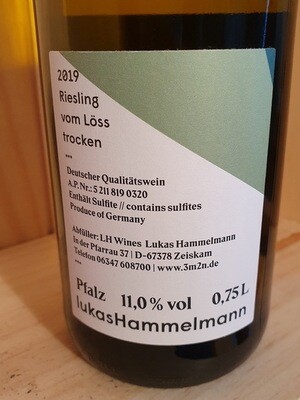 2019
Riesling
vom Löss
trocken
...
Deutscher Qualitätswein
A.P. Nr.: 5 211 819 0320
Enthält Sulfite // contains sulfites
Produce of Germany
Abfüller: LH Wines Lukas Hammelmann
In der Pfarrau 37 | D-67378 Zeiskam
Telefon 06347 608700 | www.3m2n.de
...
Pfalz 11,0 % vol 0,75 L
lukasHammelmann